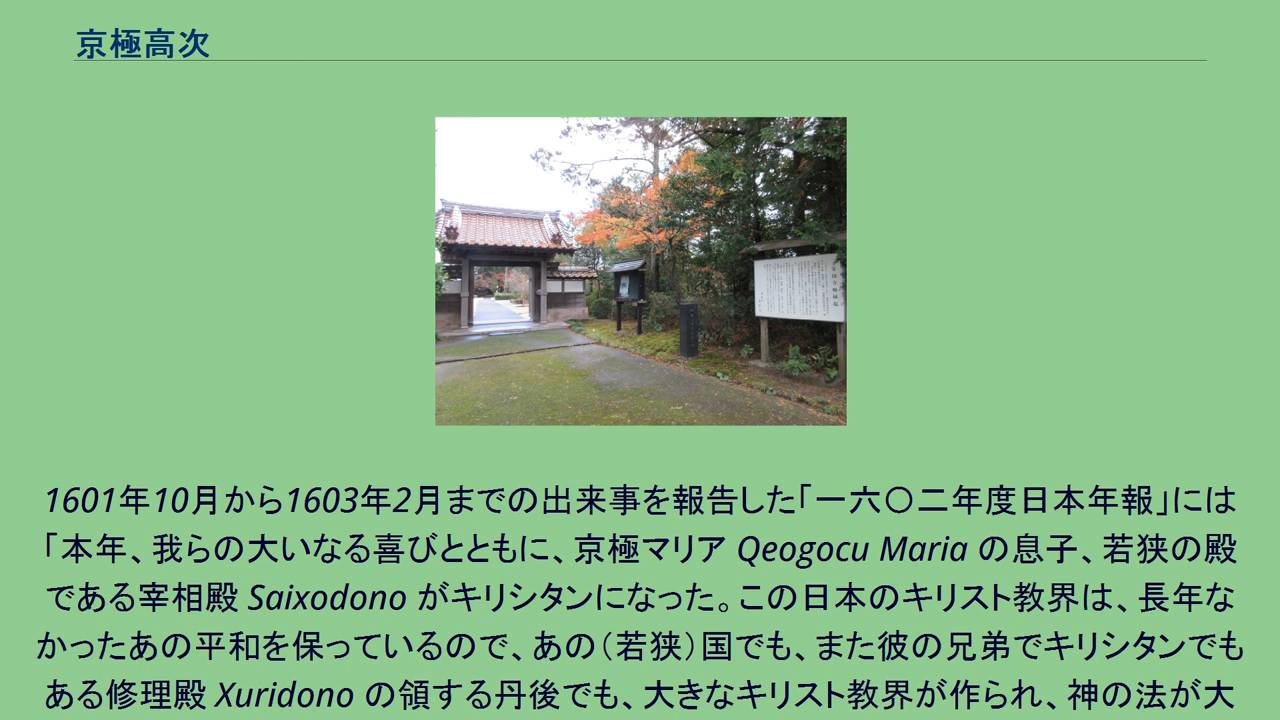 京極高次
1601年10月から1603年2月までの出来事を報告した「一六〇二年度日本年報」には
「本年、我らの大いなる喜びとともに、京極マリア Qeogocu Maria の息子、若狭の殿
である宰相殿 Saixodono がキリシタンになった。この日本のキリスト教界は、長年な
かったあの平和を保っているので、あの（若狭）国でも、また彼の兄弟でキリシタンでも
ある修理殿 Xuridono の領する丹後でも、大きなキリスト教界が作られ、神の法が大